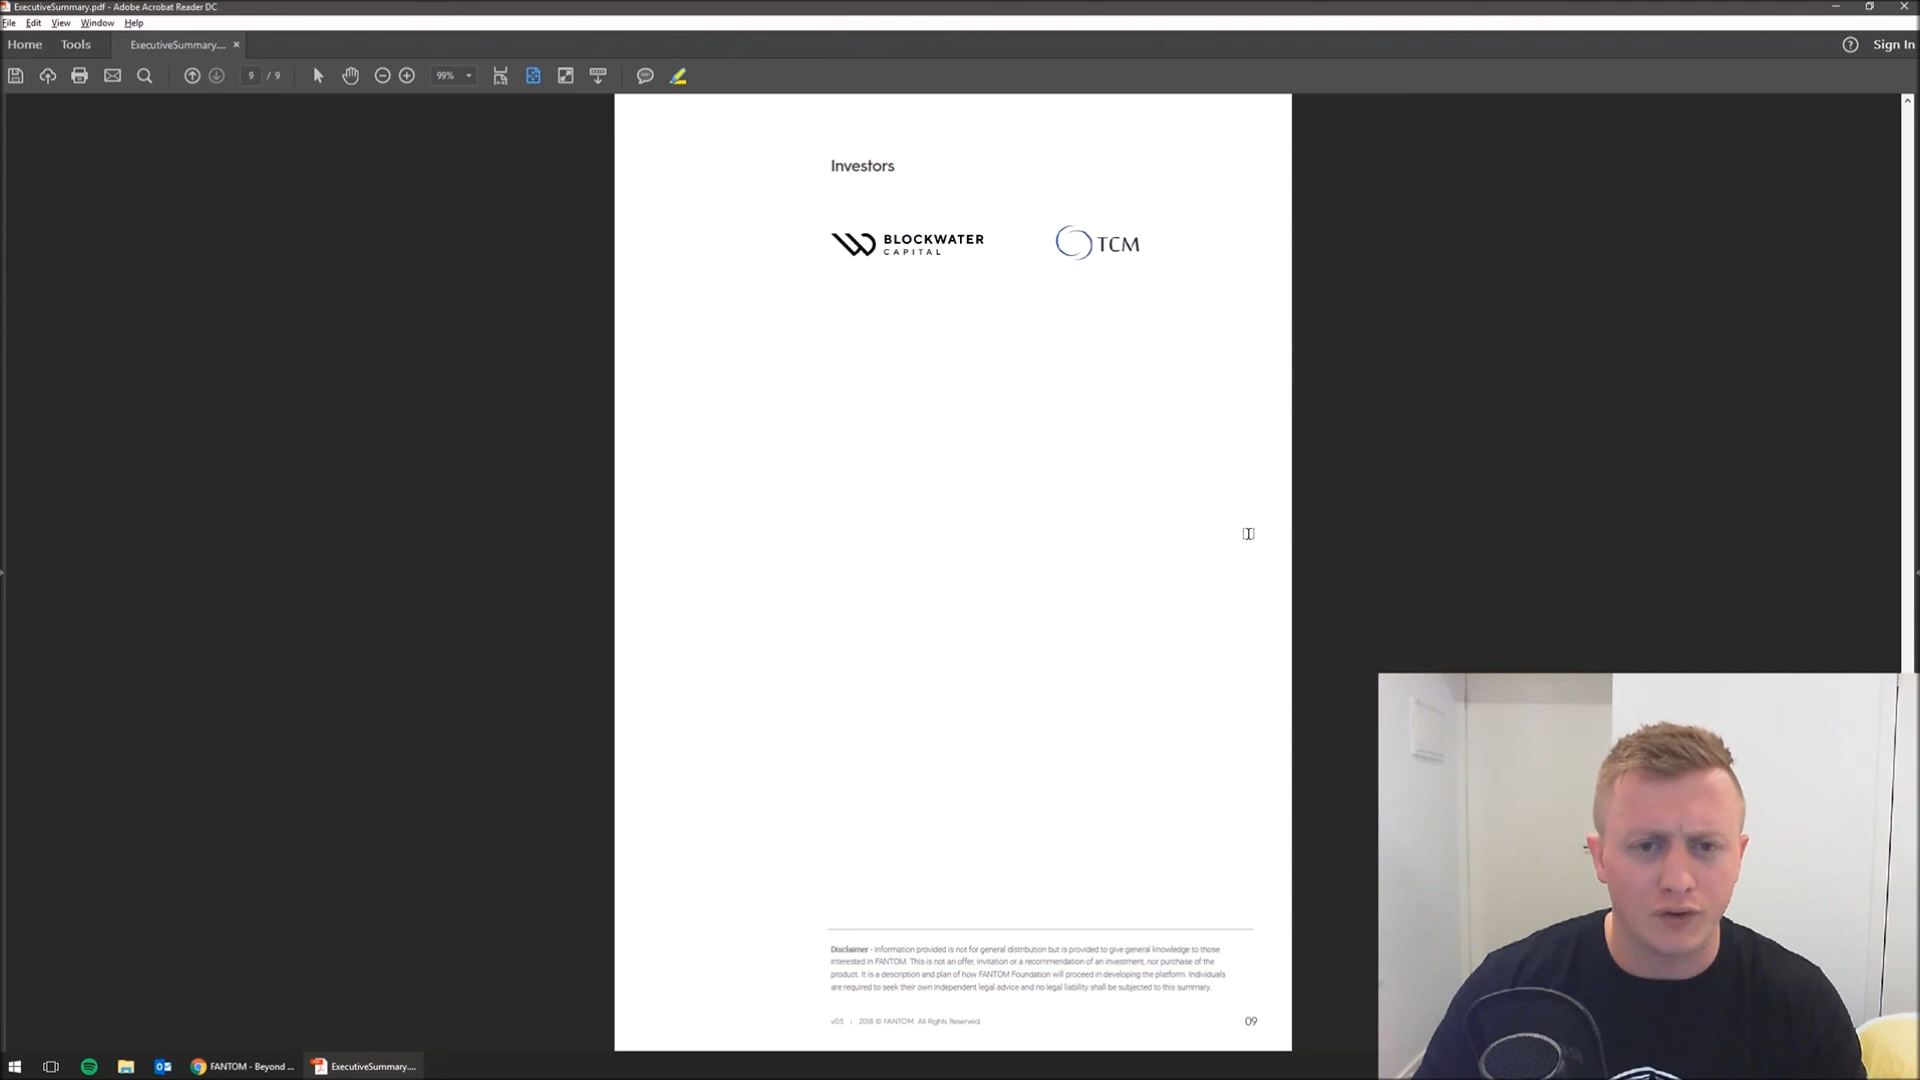 ExecutiveSummary.pdf - Adobe Acrobat Reader DC
File Edit View Window Help
Home Tools ExecutiveSummary.... × Sign In
9 / 9 99%
Investors
BLOCKWATER
CAPITAL
TCM
Disclaimer - Information provided is not for general distribution but is provided to give general knowledge to those
interested in FANTOM. This is not an offer, invitation or a recommendation of an investment, nor purchase of the
product. It is a description and plan of how FANTOM Foundation will proceed in developing the platform. Individuals
are required to seek their own independent legal advice and no legal liability shall be subjected to this summary.
v0.5 | 2018 © FANTOM All Rights Reserved 09
FANTOM - Beyond ... ExecutiveSummary....